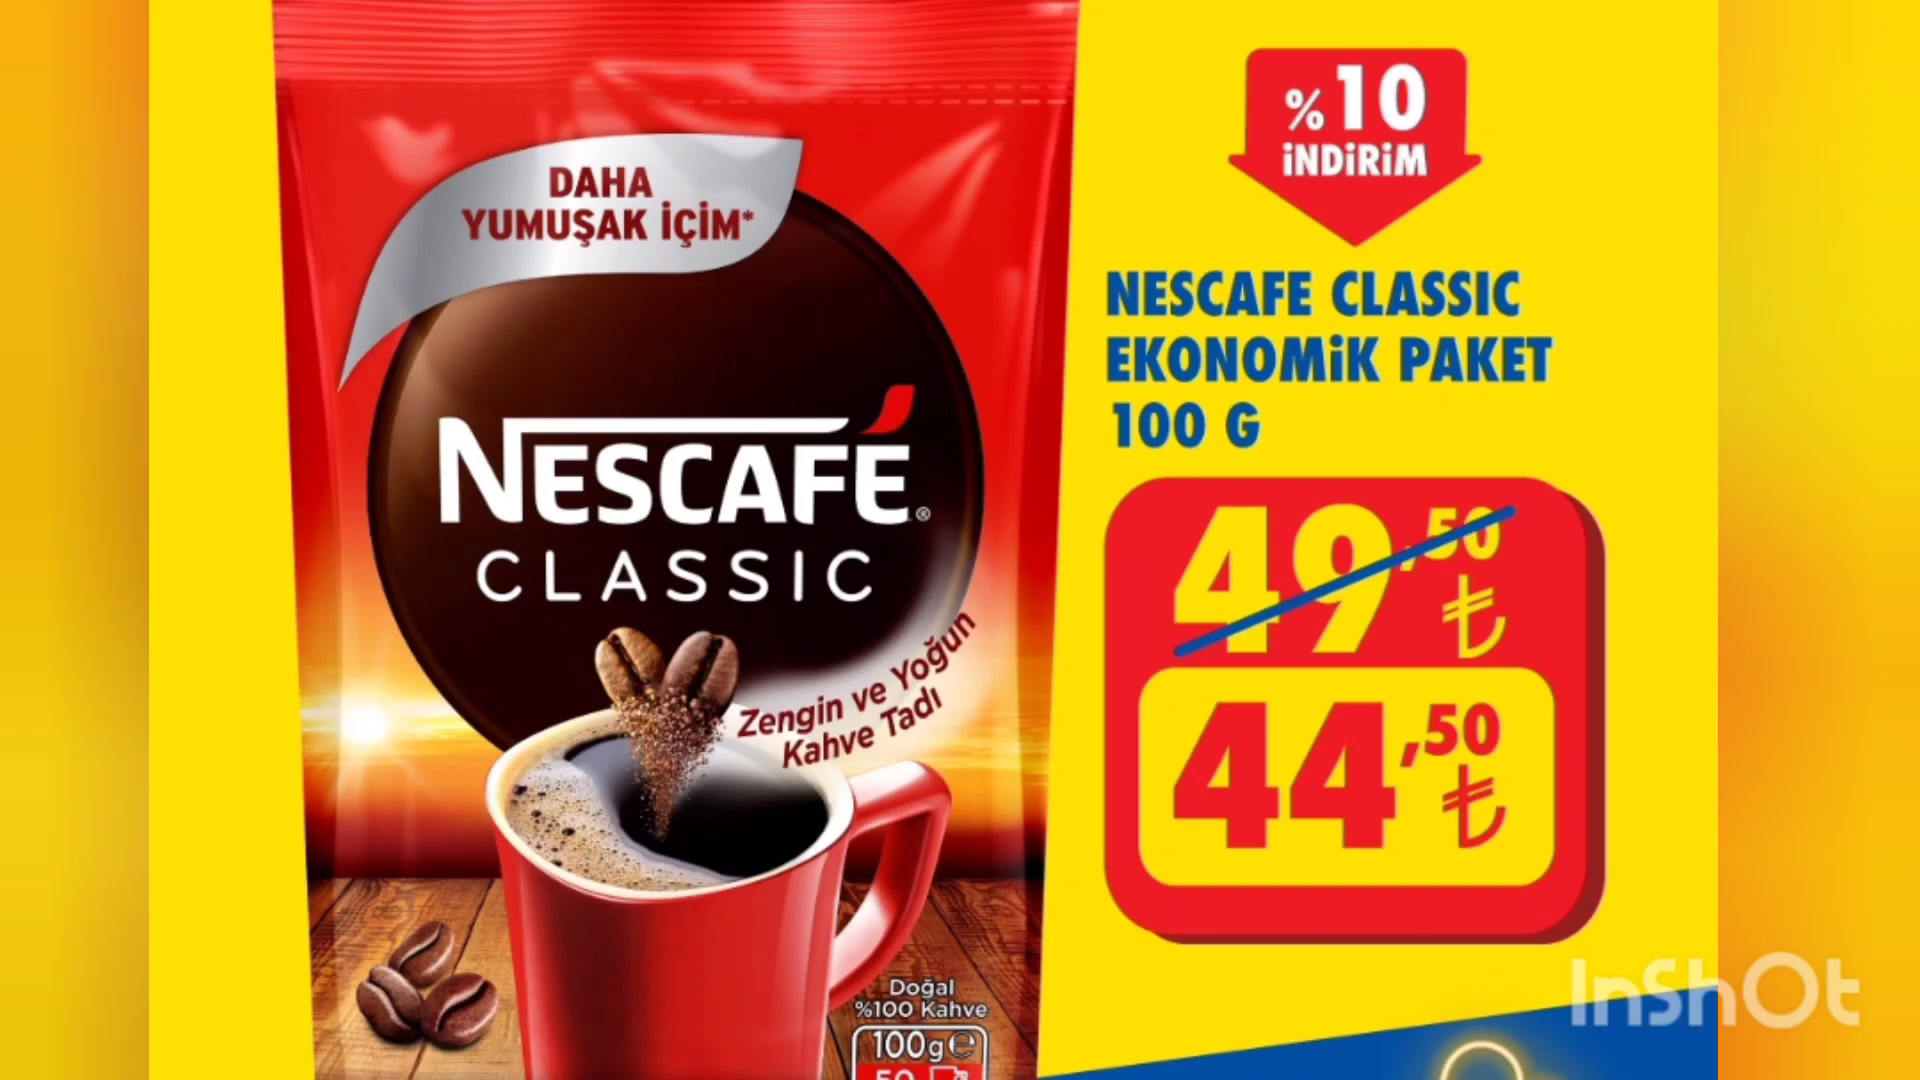 DAHA
YUMUŞAK İÇİM*
NESCAFÉ®
CLASSIC
Zengin ve Yoğun
Kahve Tadı
Doğal
%100 Kahve
100g℮
50
%10
İNDİRİM
NESCAFE CLASSIC
EKONOMİK PAKET
100 G
49,50 ₺
44,50 ₺
InShOt